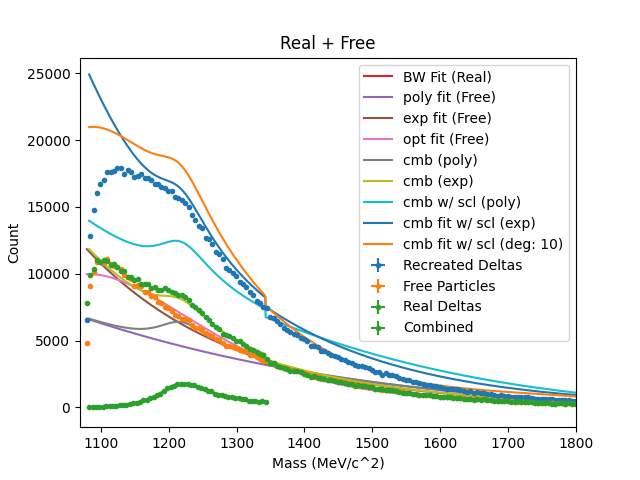 Real + Free
25000
20000
15000
10000
5000
0
Count
1100
1200
1300
1400
1500
1600
1700
1800
Mass (MeV/c^2)
BW Fit (Real)
poly fit (Free)
exp fit (Free)
opt fit (Free)
cmb (poly)
cmb (exp)
cmb w/ scl (poly)
cmb fit w/ scl (exp)
cmb fit w/ scl (deg: 10)
Recreated Deltas
Free Particles
Real Deltas
Combined